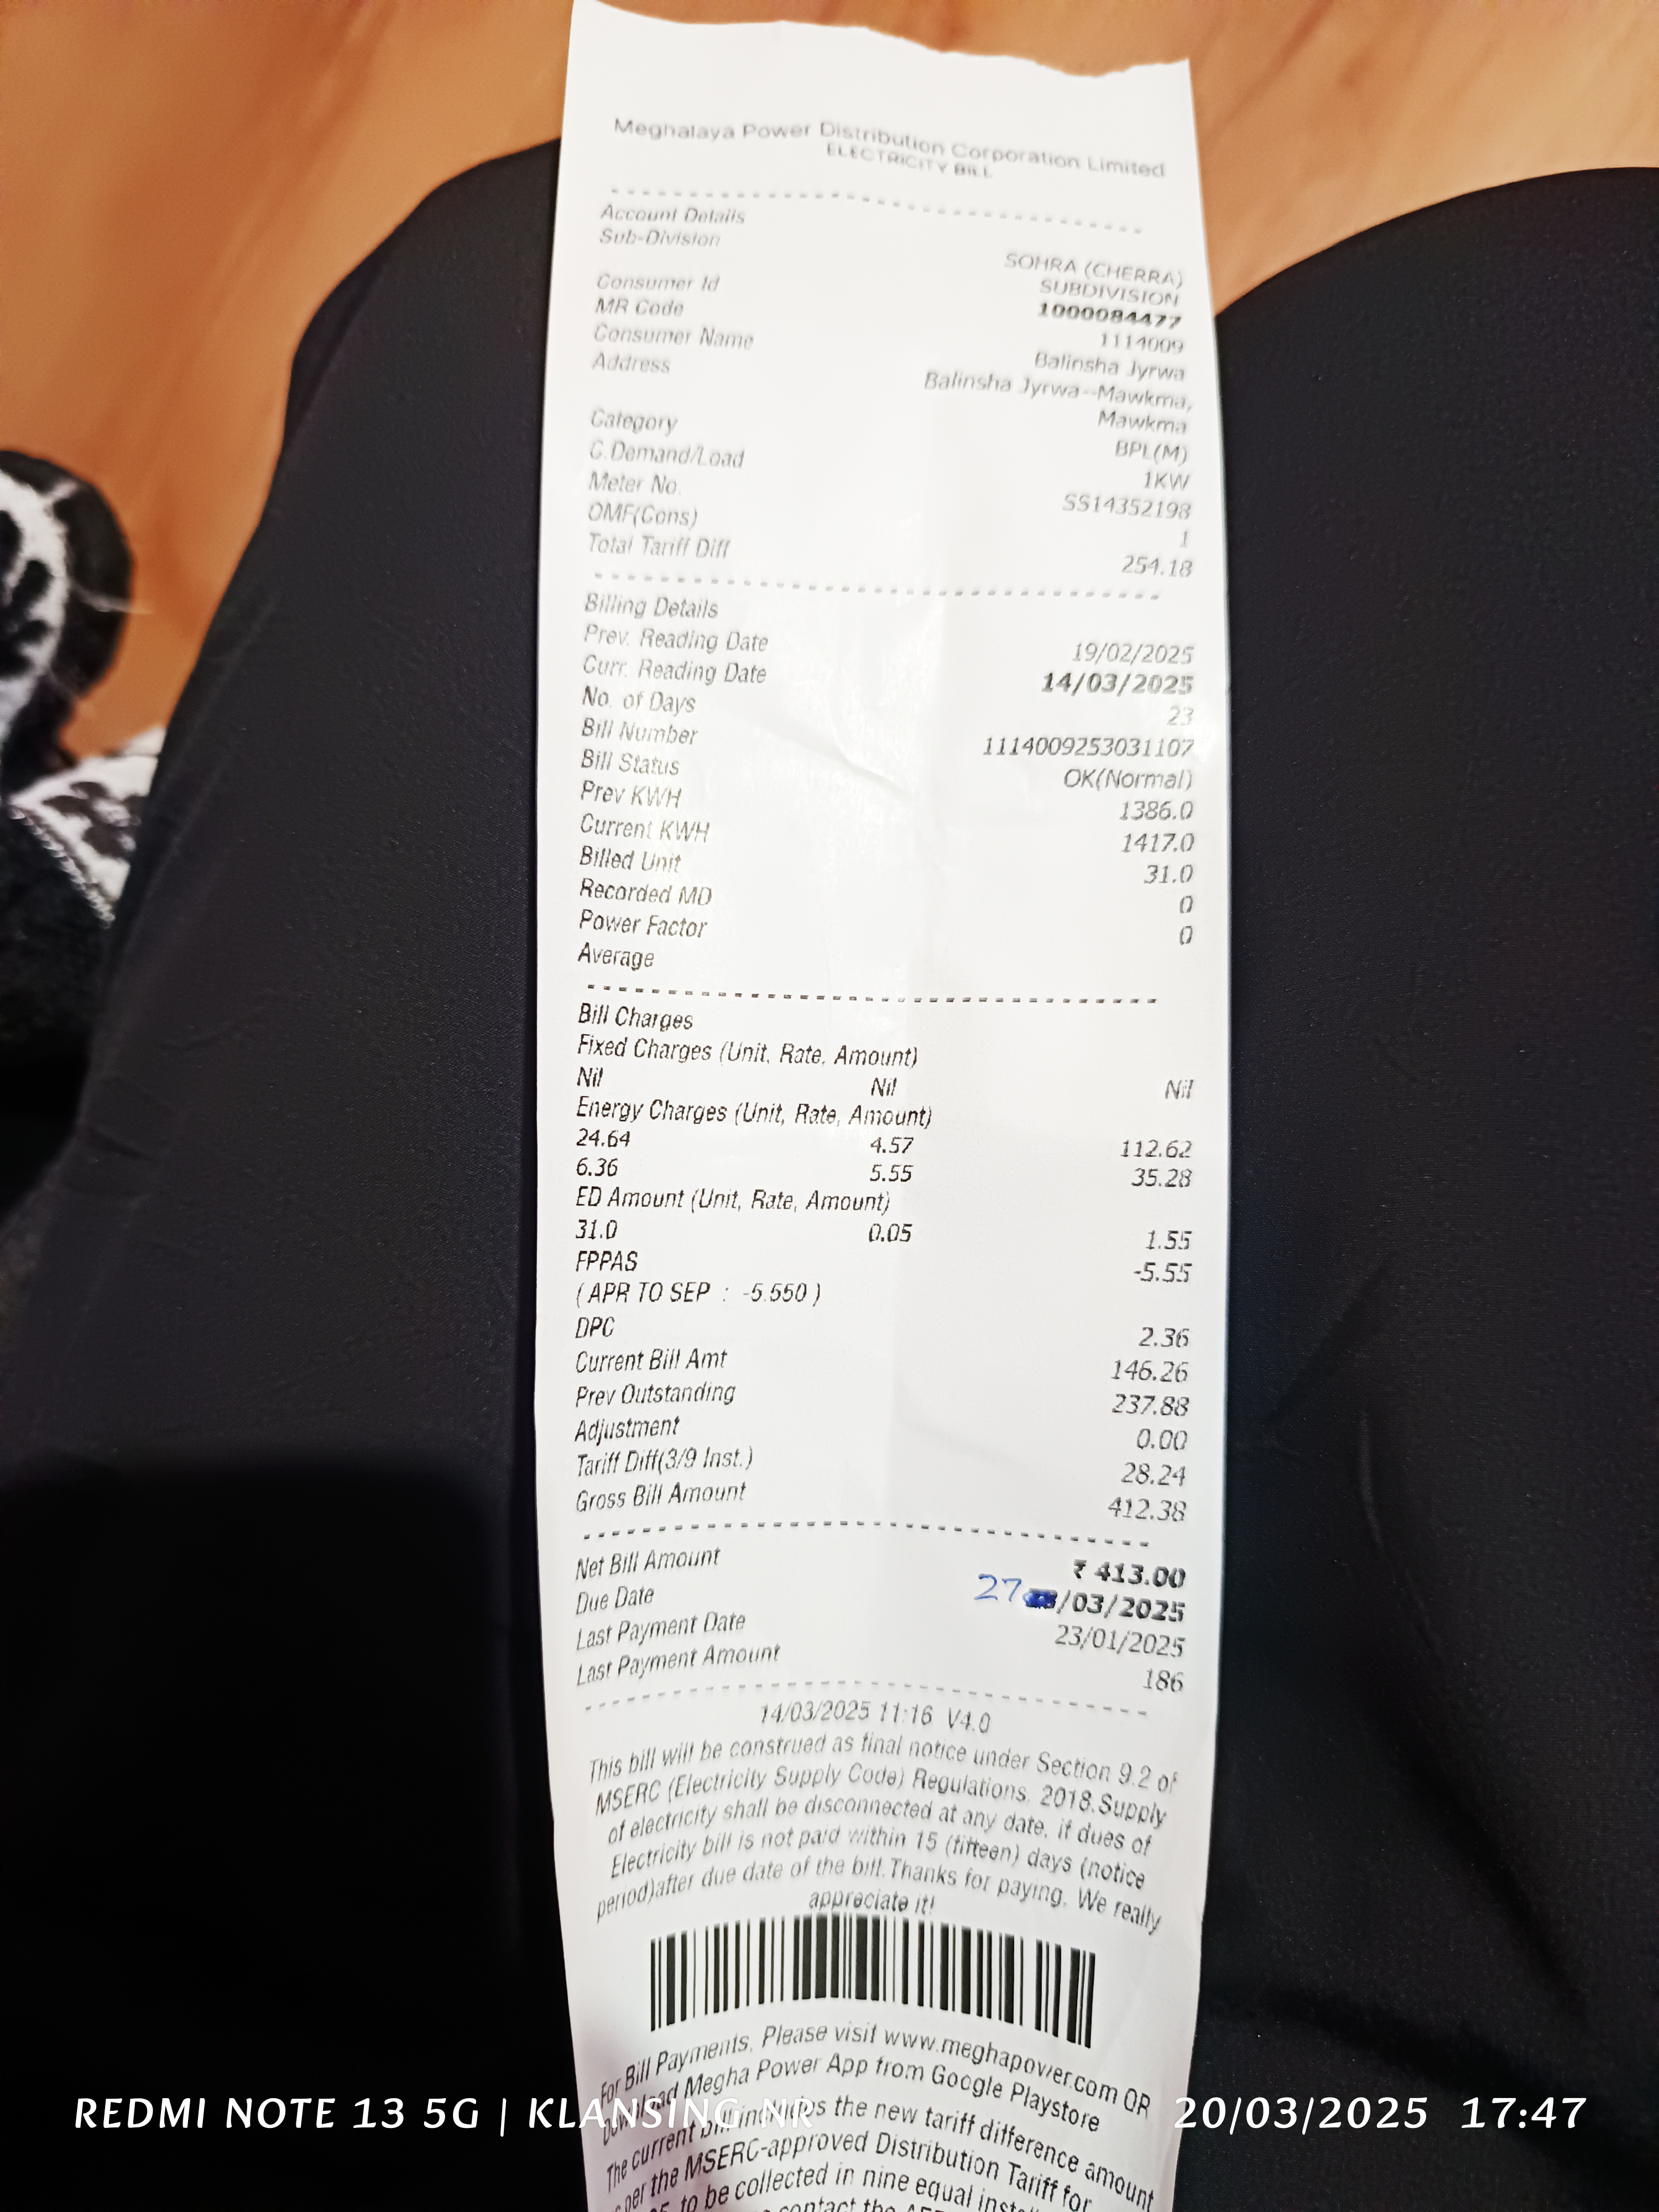 Meghalaya Power Distribution Corporation Limited
ELECTRICITY BILL
Account Details
Sub-Division SOHRA (CHERRA)
SUBDIVISION
Consumer Id 1000084477
MR Code 1114009
Consumer Name Balinsha Jyrwa
Address Balinsha Jyrwa--Mawkma,
Mawkma
Category BPL(M)
C.Demand/Load 1KW
Meter No. SS14352198
OMF(Cons) 1
Total Tariff Diff 254.18
Billing Details
Prev. Reading Date 19/02/2025
Curr. Reading Date 14/03/2025
No. of Days 23
Bill Number 1114009253031107
Bill Status OK(Normal)
Prev KWH 1386.0
Current KWH 1417.0
Billed Unit 31.0
Recorded MD 0
Power Factor 0
Average
Bill Charges
Fixed Charges (Unit, Rate, Amount)
Nil Nil Nil
Energy Charges (Unit, Rate, Amount)
24.64 4.57 112.62
6.36 5.55 35.28
ED Amount (Unit, Rate, Amount)
31.0 0.05 1.55
FPPAS -5.55
( APR TO SEP : -5.550 )
DPC 2.36
Current Bill Amt 146.26
Prev Outstanding 237.88
Adjustment 0.00
Tariff Diff(3/9 Inst.) 28.24
Gross Bill Amount 412.38
Net Bill Amount ₹ 413.00
Due Date 27/03/2025
Last Payment Date 23/01/2025
Last Payment Amount 186
14/03/2025 11:16 V4.0
This bill will be construed as final notice under Section 9.2 of
MSERC (Electricity Supply Code) Regulations, 2018.Supply
of electricity shall be disconnected at any date, if dues of
Electricity bill is not paid within 15 (fifteen) days (notice
period)after due date of the bill.Thanks for paying, We really
appreciate it!
For Bill Payments, Please visit www.meghapower.com OR
Download Megha Power App from Google Playstore
The current bill includes the new tariff difference amount
per the MSERC-approved Distribution Tariff for
to be collected in nine equal
contact the
REDMI NOTE 13 5G | KLANSING NR
20/03/2025 17:47